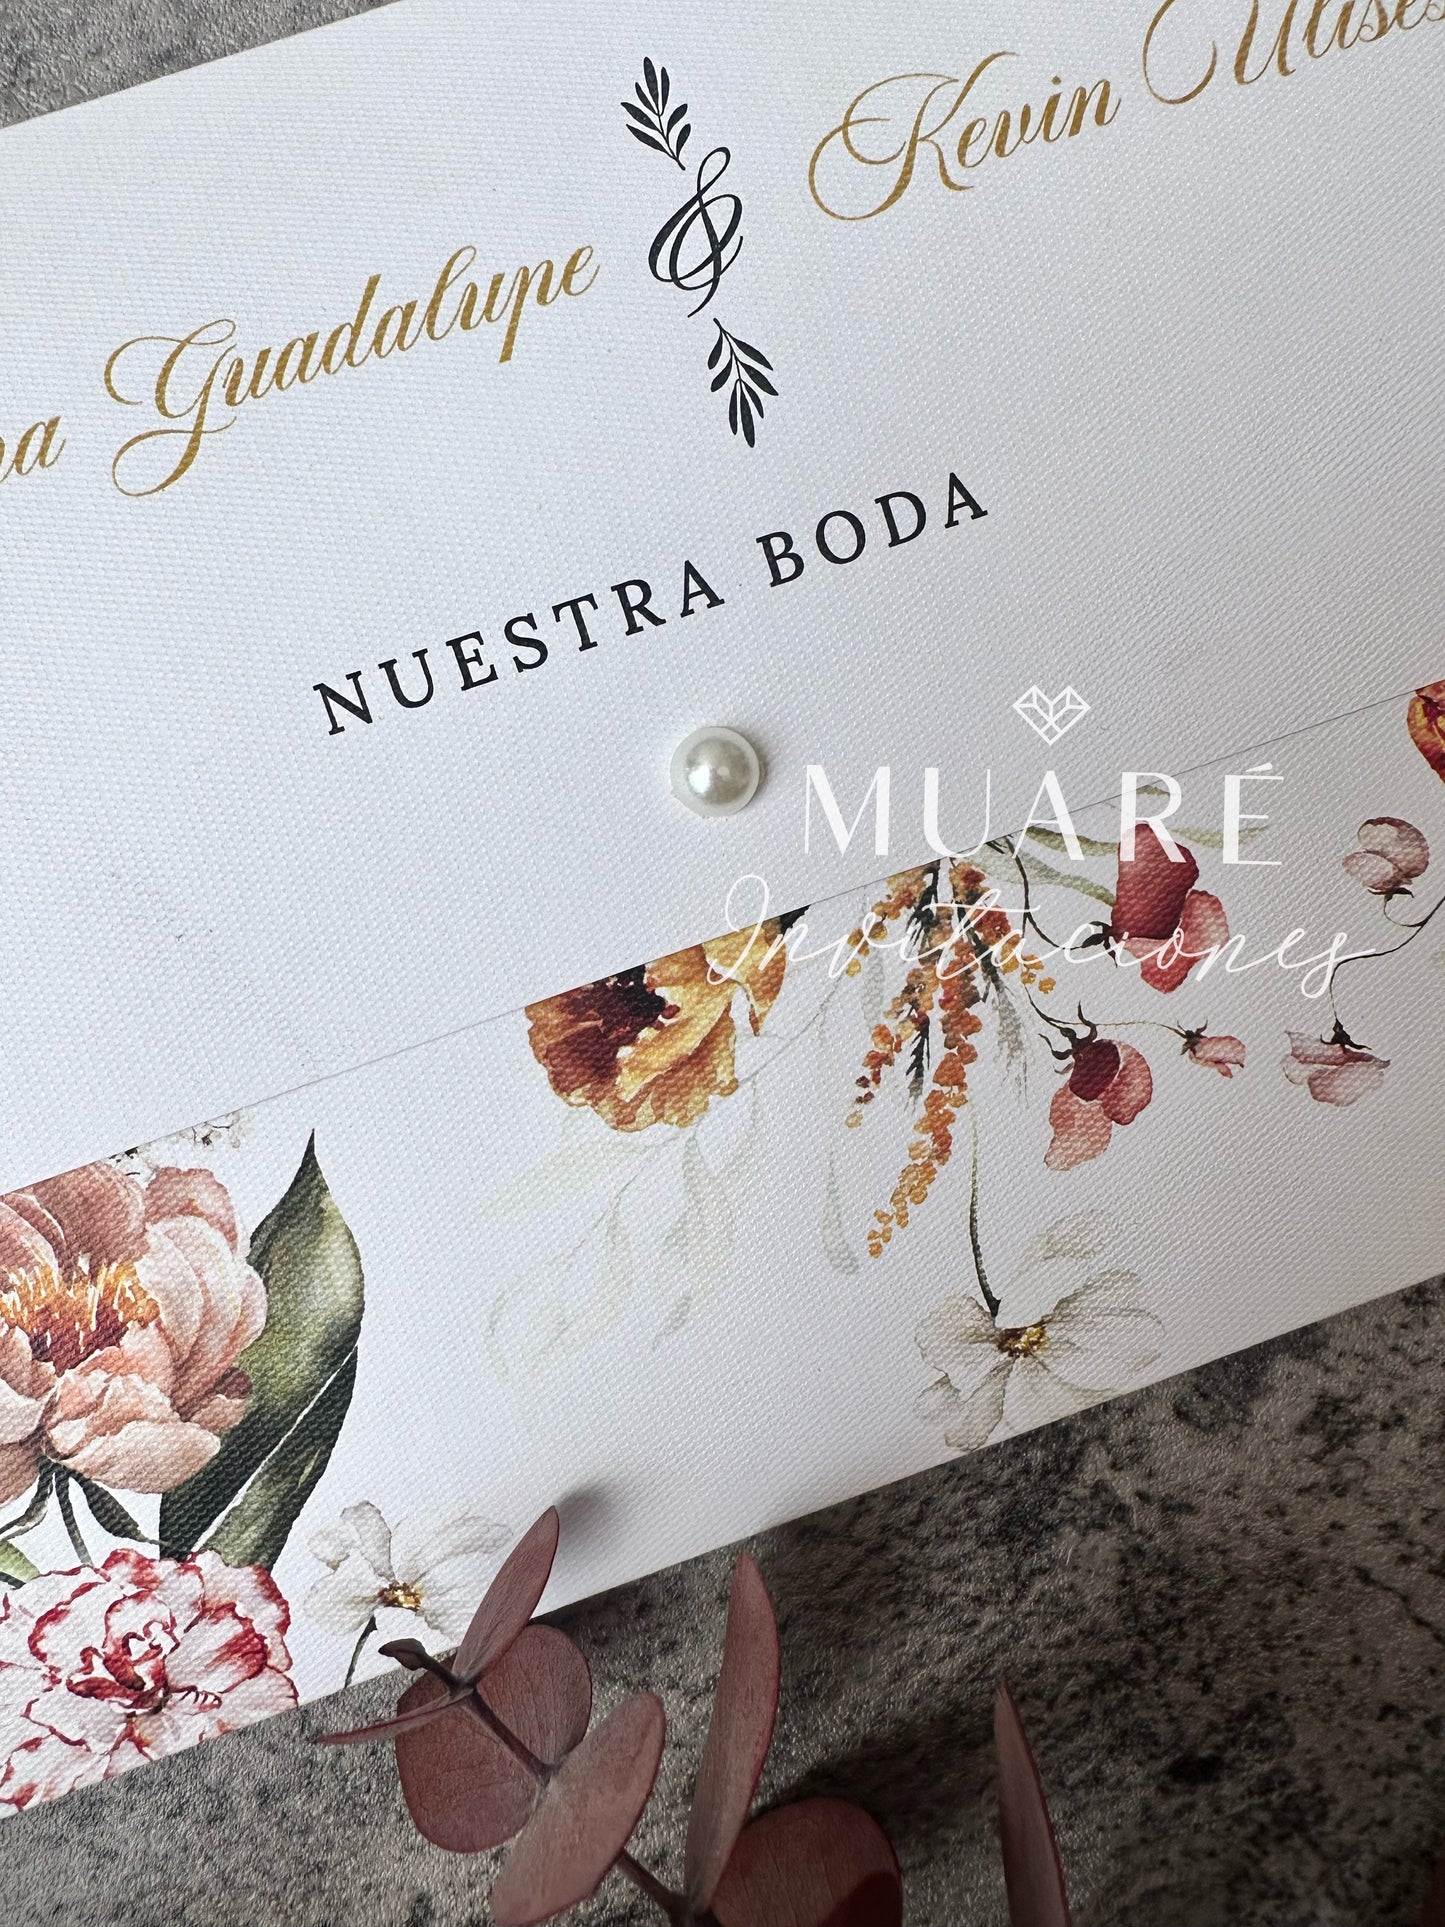 Guadalupe & Kevin Ulises
NUESTRA BODA
MUARÉ
Invitaciones